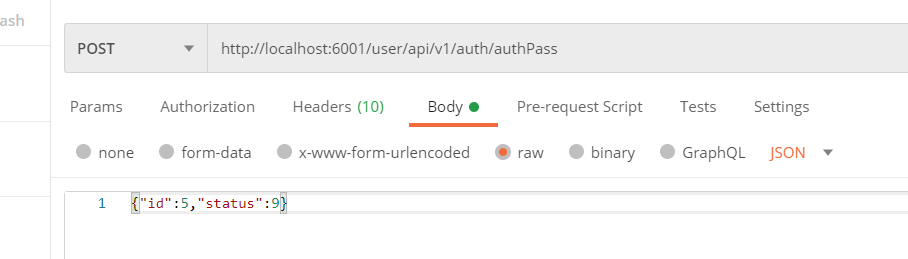 ash
POST http://localhost:6001/user/api/v1/auth/authPass
Params Authorization Headers (10) Body Pre-request Script Tests Settings
none form-data x-www-form-urlencoded raw binary GraphQL JSON
1 {"id":5,"status":9}